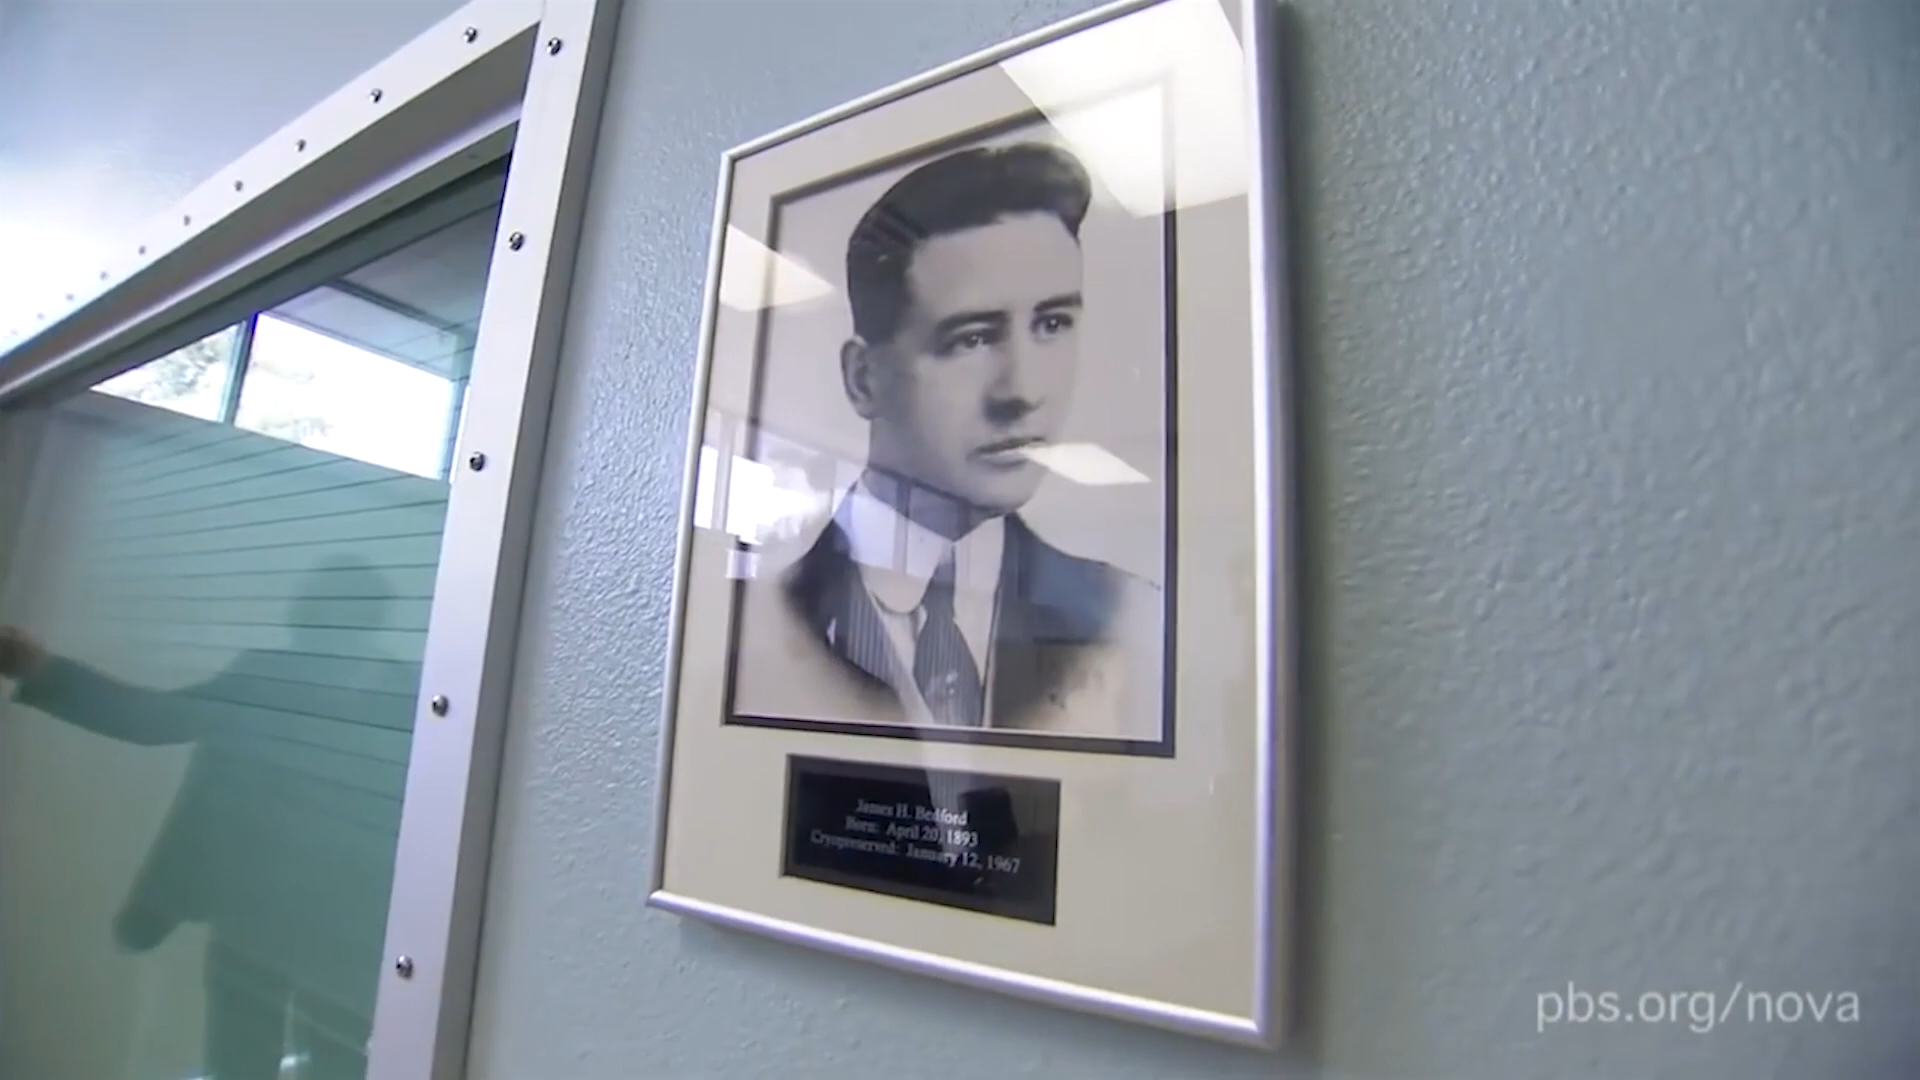 James H. Bedford
Born: April 20, 1893
Cryopreserved: January 12, 1967
pbs.org/nova